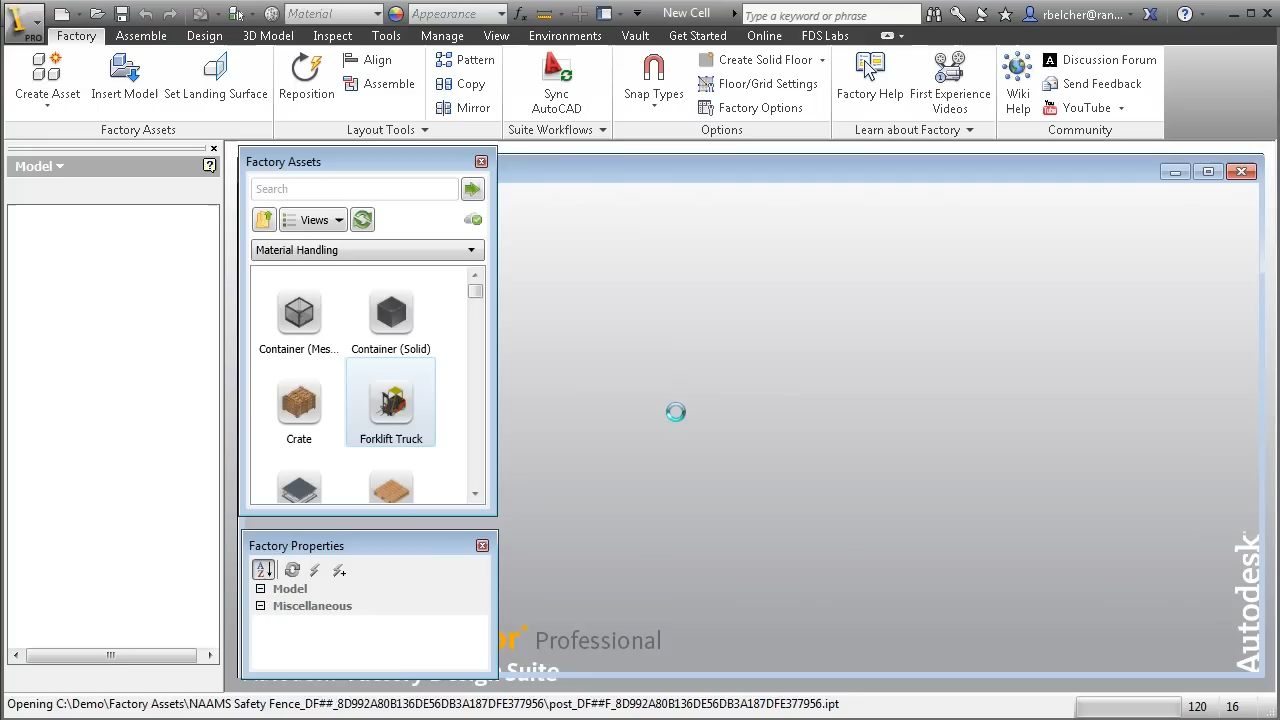 Material Appearance New Cell Type a keyword or phrase rbelcher@ran...
PRO Factory Assemble Design 3D Model Inspect Tools Manage View Environments Vault Get Started Online FDS Labs
Create Asset Insert Model Set Landing Surface Reposition Align Assemble Pattern Copy Mirror Sync AutoCAD Snap Types Create Solid Floor Floor/Grid Settings Factory Options Factory Help First Experience Videos Wiki Help Discussion Forum Send Feedback YouTube
Factory Assets Layout Tools Suite Workflows Options Learn about Factory Community
Model
Factory Assets
Search
Views
Material Handling
Container (Mes... Container (Solid)
Crate Forklift Truck
Factory Properties
Model
Miscellaneous
Professional
Design Suite
Autodesk
Opening C:\Demo\Factory Assets\NAAMS Safety Fence_DF##_8D992A80B136DE56DB3A187DFE377956\post_DF##F_8D992A80B136DE56DB3A187DFE377956.ipt 120 16